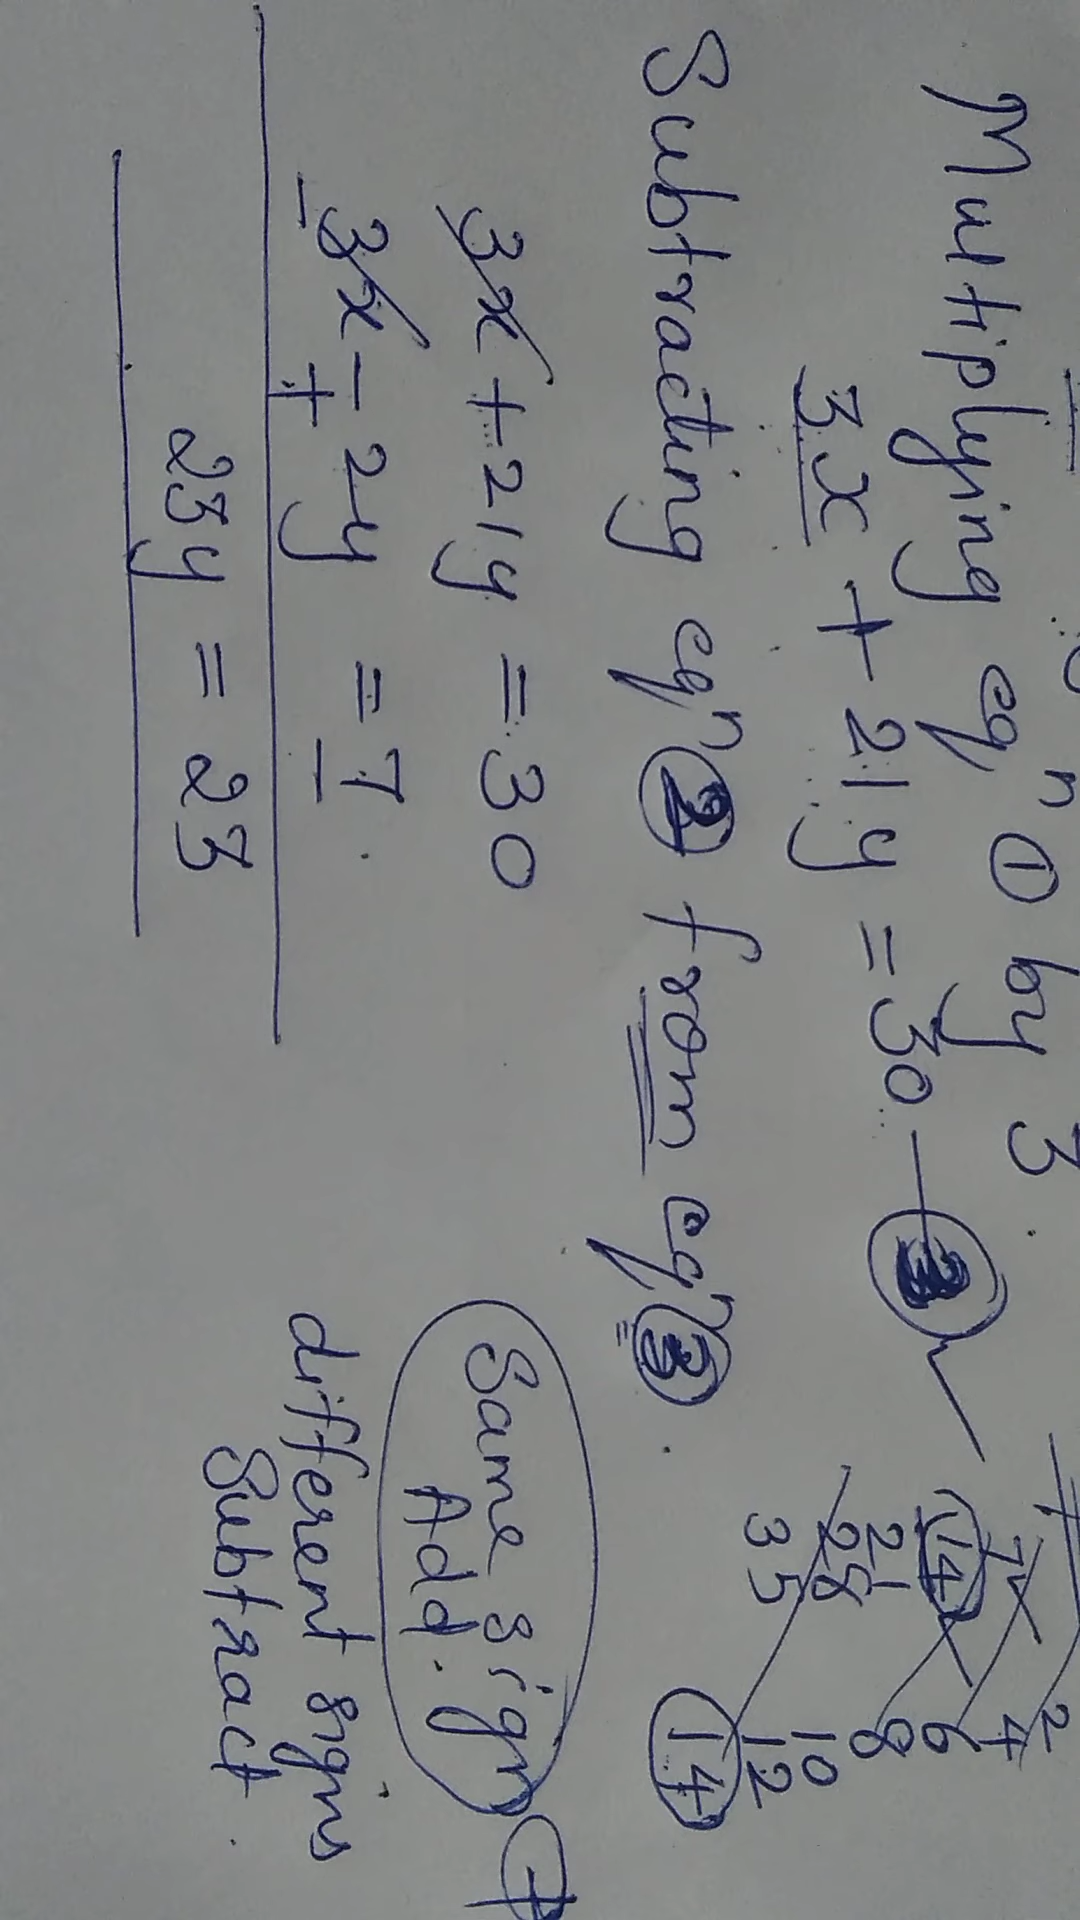 Multiplying eqⁿ ① by 3
3x + 21y = 30 — ③
Subtracting eqⁿ ② from eqⁿ ③.
3x + 21y = 30
3x - 2y = 7
- + -
23y = 23
7 2
14 4
21 6
28 8
35 10
12
14
Same sign
Add.
different signs
Subtract.